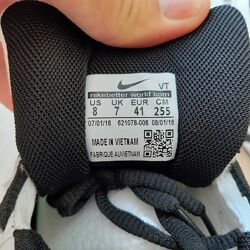 VT
nikebetterworld.com
US UK EUR CM
8 7 41 255
07/01/16 621078-006 08/01/16
MADE IN VIETNAM
FABRIQUE AU VIETNAM